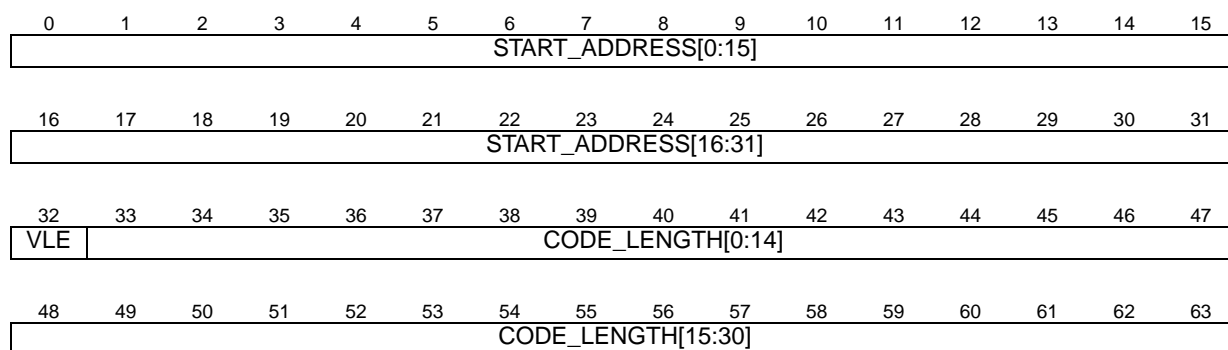 0 1 2 3 4 5 6 7 8 9 10 11 12 13 14 15
START_ADDRESS[0:15]
16 17 18 19 20 21 22 23 24 25 26 27 28 29 30 31
START_ADDRESS[16:31]
32 33 34 35 36 37 38 39 40 41 42 43 44 45 46 47
VLE CODE_LENGTH[0:14]
48 49 50 51 52 53 54 55 56 57 58 59 60 61 62 63
CODE_LENGTH[15:30]